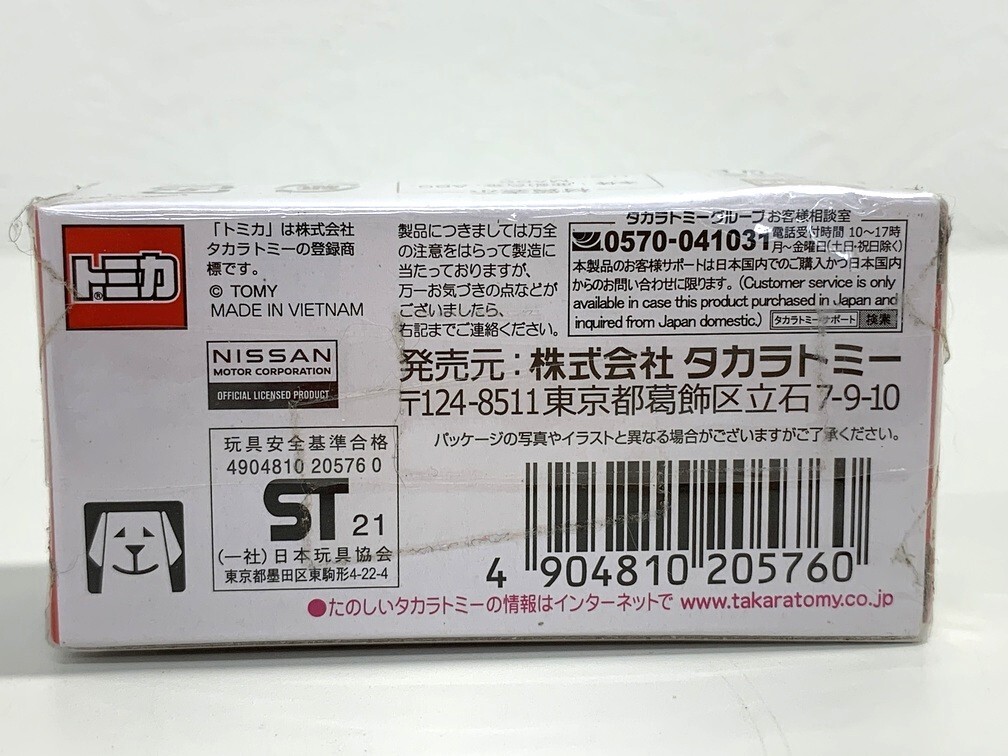 トミカ
®
「トミカ」は株式会社
タカラトミーの登録商
標です。
© TOMY
MADE IN VIETNAM
製品につきましては万全
の注意をはらって製造に
当たっておりますが、
万一お気づきの点などが
ございましたら、
右記までご連絡ください。
タカラトミーグループお客様相談室
0570-041031
電話受付時間 10〜17時
月〜金曜日(土日・祝日除く)
本製品のお客様サポートは日本国内でのご購入かつ日本国内
からのお問い合わせに限ります。(Customer service is only
available in case this product purchased in Japan and
inquired from Japan domestic.) タカラトミーサポート 検索
NISSAN
MOTOR CORPORATION
OFFICIAL LICENSED PRODUCT
発売元:株式会社 タカラトミー
〒124-8511東京都葛飾区立石7-9-10
パッケージの写真やイラストと異なる場合がございますがご了承ください。
玩具安全基準合格
4904810 20576 0
ST 21
(一社)日本玩具協会
東京都墨田区東駒形4-22-4
4 904810 205760
●たのしいタカラトミーの情報はインターネットで www.takaratomy.co.jp